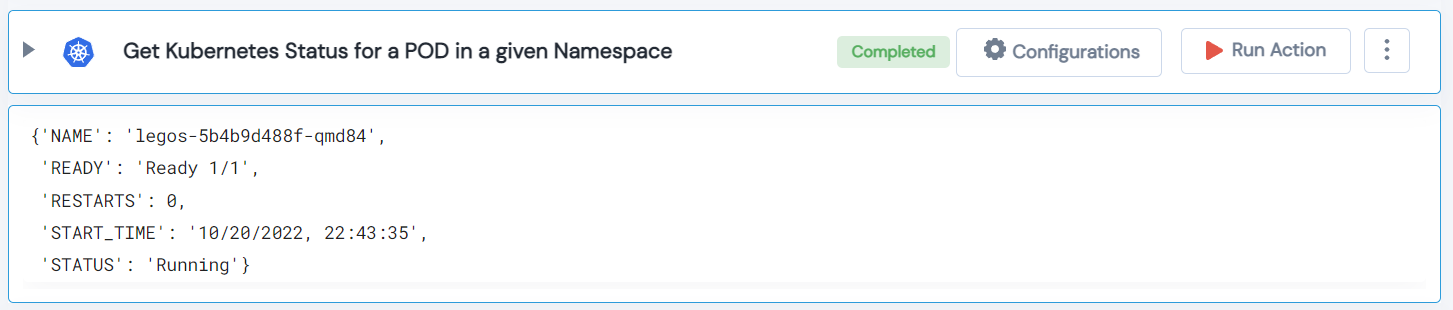 Get Kubernetes Status for a POD in a given Namespace Completed Configurations Run Action
{'NAME': 'legos-5b4b9d488f-qmd84',
'READY': 'Ready 1/1',
'RESTARTS': 0,
'START_TIME': '10/20/2022, 22:43:35',
'STATUS': 'Running'}